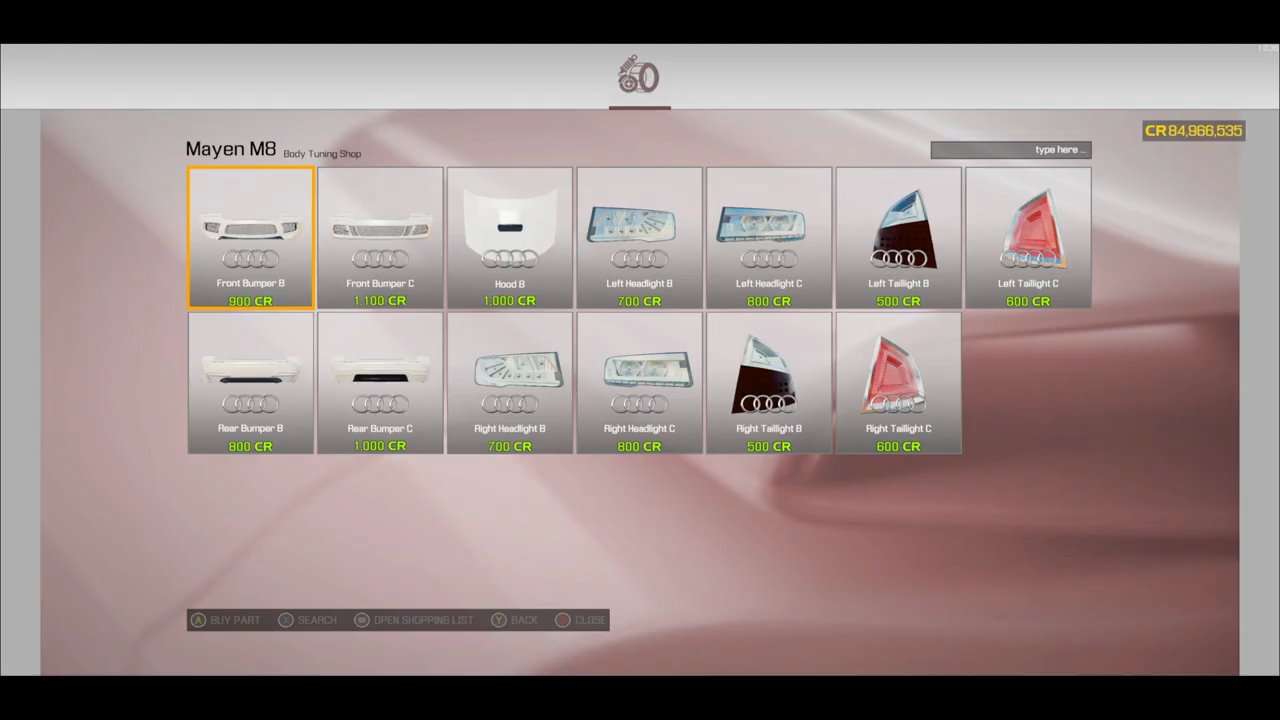 CR 84,966,535
Mayen M8 Body Tuning Shop
type here ...
Front Bumper B
900 CR
Front Bumper C
1,100 CR
Hood B
1,000 CR
Left Headlight B
700 CR
Left Headlight C
800 CR
Left Taillight B
500 CR
Left Taillight C
600 CR
Rear Bumper B
800 CR
Rear Bumper C
1,000 CR
Right Headlight B
700 CR
Right Headlight C
800 CR
Right Taillight B
500 CR
Right Taillight C
600 CR
A BUY PART X SEARCH OPEN SHOPPING LIST Y BACK CLOSE